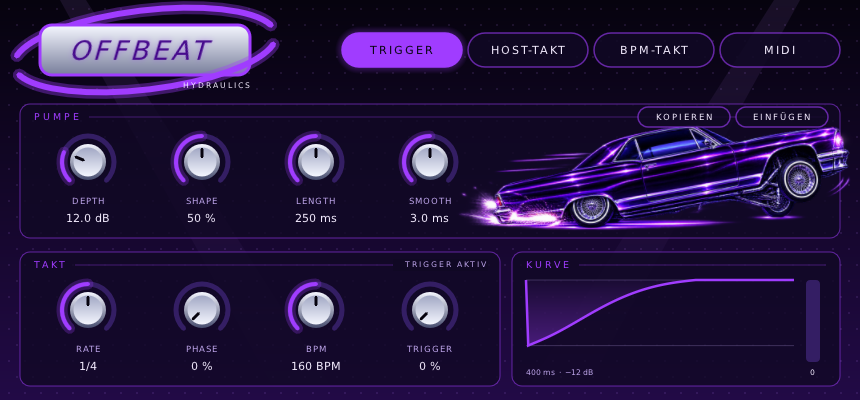 OFFBEAT
HYDRAULICS
TRIGGER
HOST-TAKT
BPM-TAKT
MIDI
PUMPE
KOPIEREN
EINFÜGEN
DEPTH
SHAPE
LENGTH
SMOOTH
12.0 dB
50 %
250 ms
3.0 ms
TAKT
TRIGGER AKTIV
RATE
PHASE
BPM
TRIGGER
1/4
0 %
160 BPM
0 %
KURVE
400 ms · −12 dB
0